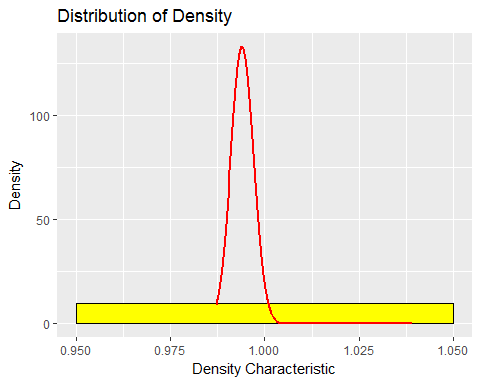 Distribution of Density
Density
100
50
0
0.950 0.975 1.000 1.025 1.050
Density Characteristic